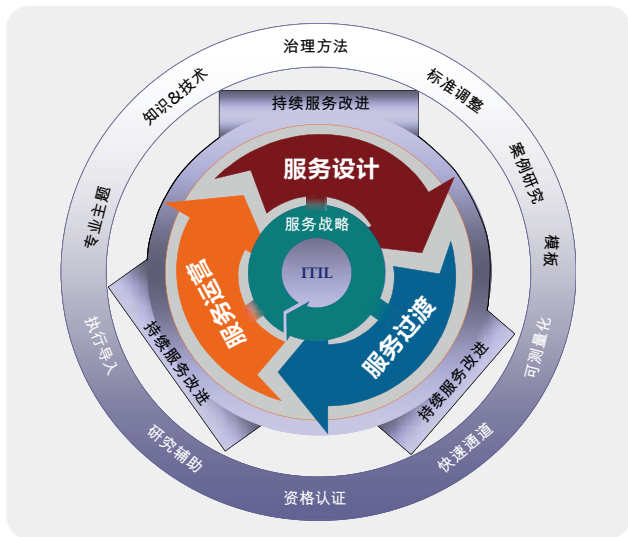 治理方法
标准调整
案例研究
模板
可测量化
快速通道
资格认证
研究辅助
执行导入
专业主题
知识&技术
持续服务改进
持续服务改进
持续服务改进
服务设计
服务过渡
服务运营
服务战略
ITIL